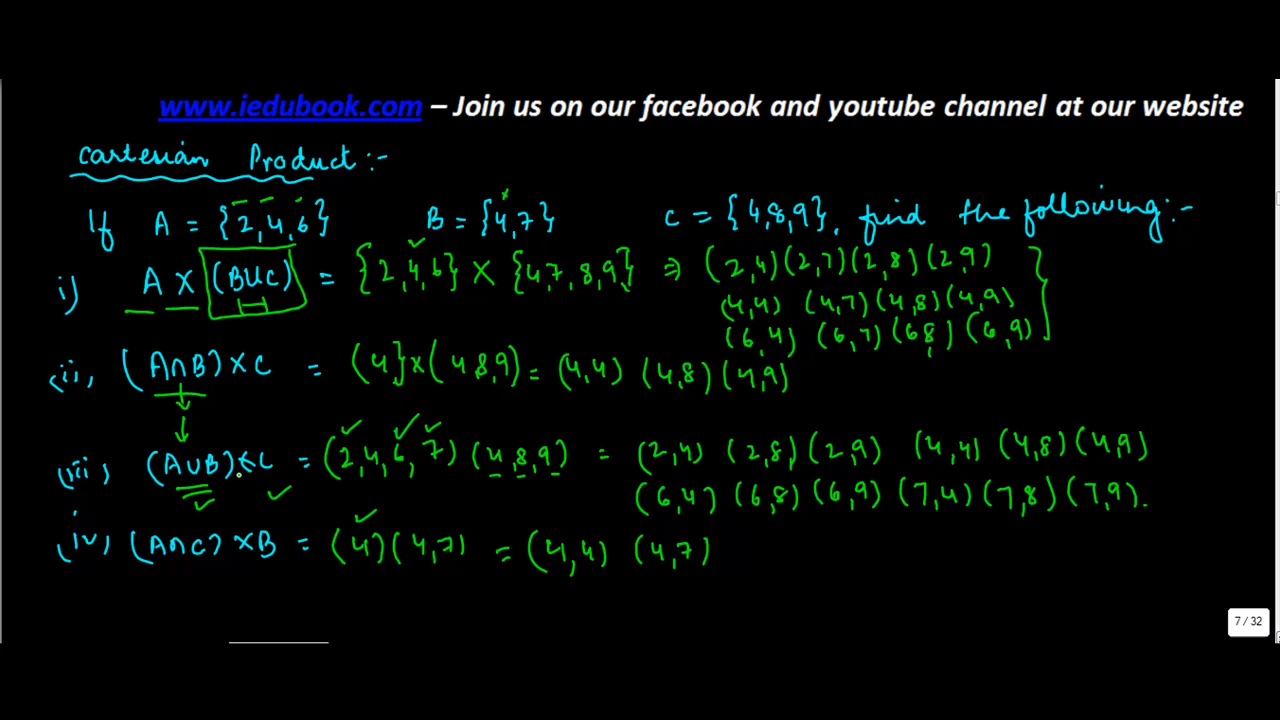 www.iedubook.com – Join us on our facebook and youtube channel at our website
Cartesian Product :-
If A = {2,4,6} B = {4,7} C = {4,8,9}. find the following:-
i) A × (B∪C) = {2,4,6} × {4,7,8,9} ⇒ (2,4) (2,7) (2,8) (2,9)
(4,4) (4,7) (4,8) (4,9)
(6,4) (6,7) (6,8) (6,9) }
(ii) (A∩B) × C = (4} × (4,8,9) = (4,4) (4,8) (4,9)
(iii) (A∪B) × C = (2,4,6,7) (4,8,9) = (2,4) (2,8) (2,9) (4,4) (4,8) (4,9)
(6,4) (6,8) (6,9) (7,4) (7,8) (7,9).
(iv) (A∩C) × B = (4) (4,7) = (4,4) (4,7)
7 / 32